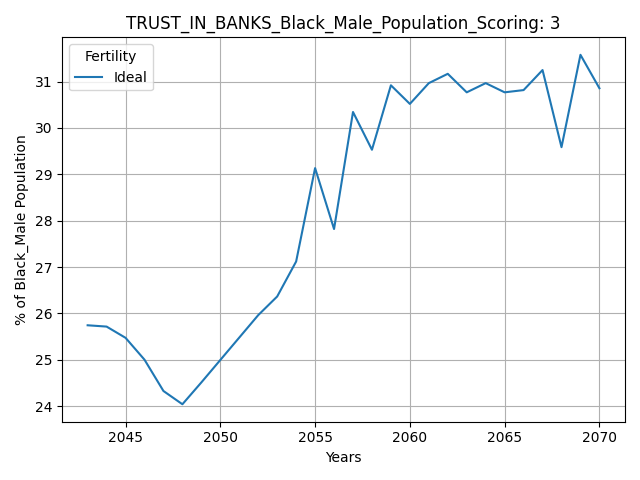 TRUST_IN_BANKS_Black_Male_Population_Scoring: 3
Fertility
Ideal
% of Black_Male Population
31
30
29
28
27
26
25
24
2045 2050 2055 2060 2065 2070
Years